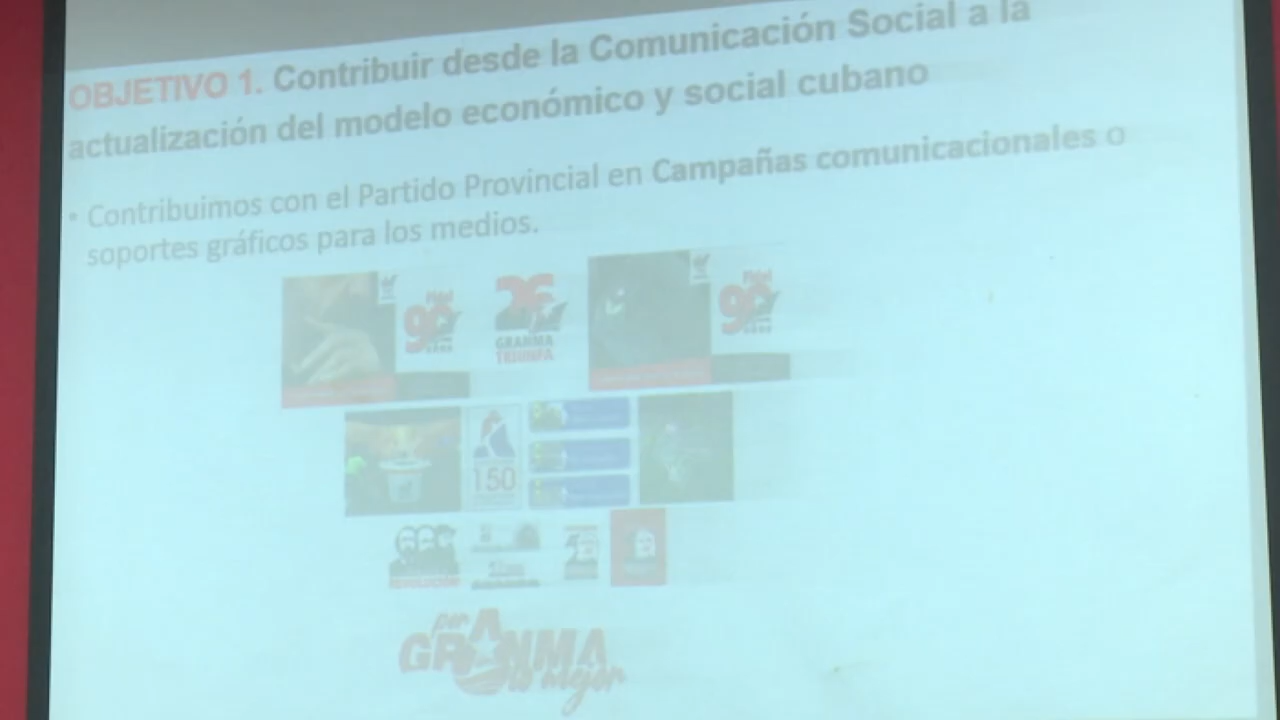 OBJETIVO 1. Contribuir desde la Comunicación Social a la
actualización del modelo económico y social cubano
• Contribuimos con el Partido Provincial en Campañas comunicacionales o
soportes gráficos para los medios.
Fidel
90
26
GRANMA
TRIUNFA
Fidel
90
150
REVOLUCIÓN
por
GRANMA
lo mejor